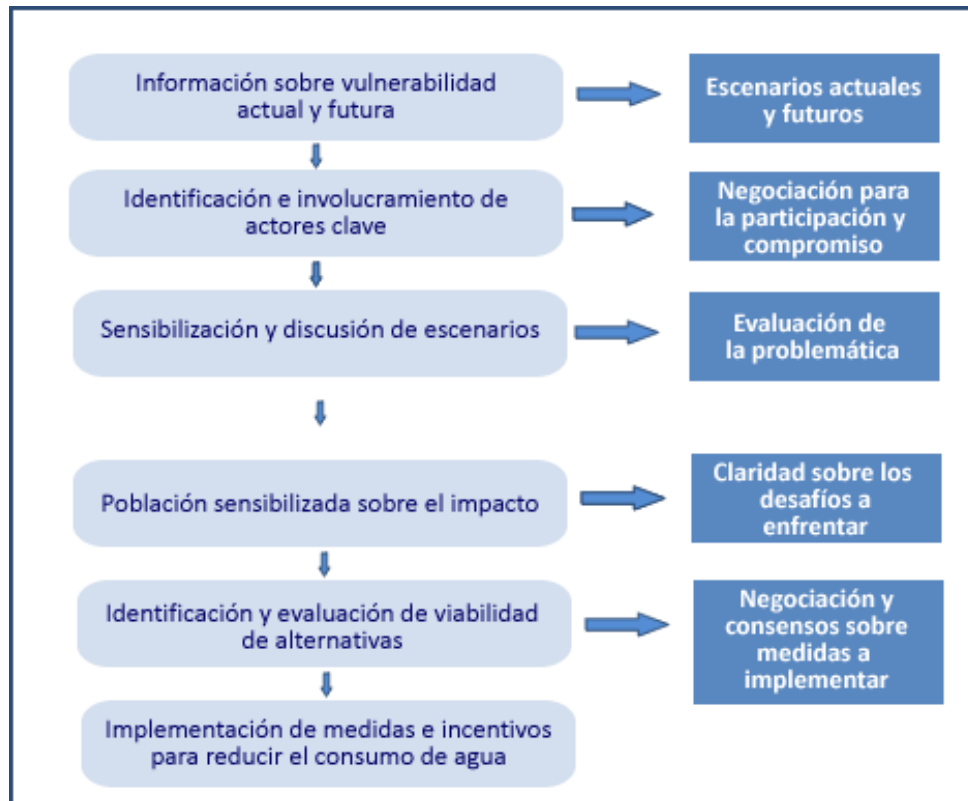 Información sobre vulnerabilidad
actual y futura
Escenarios actuales
y futuros
Identificación e involucramiento de
actores clave
Negociación para
la participación y
compromiso
Sensibilización y discusión de escenarios
Evaluación de
la problemática
Población sensibilizada sobre el impacto
Claridad sobre los
desafíos a
enfrentar
Identificación y evaluación de viabilidad
de alternativas
Negociación y
consensos sobre
medidas a
implementar
Implementación de medidas e incentivos
para reducir el consumo de agua